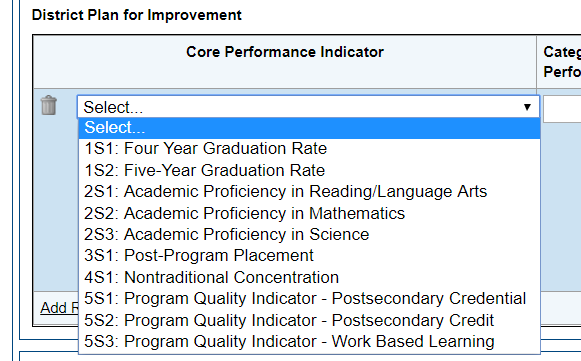 District Plan for Improvement
Core Performance Indicator
Select...
Select...
1S1: Four Year Graduation Rate
1S2: Five-Year Graduation Rate
2S1: Academic Proficiency in Reading/Language Arts
2S2: Academic Proficiency in Mathematics
2S3: Academic Proficiency in Science
3S1: Post-Program Placement
4S1: Nontraditional Concentration
5S1: Program Quality Indicator - Postsecondary Credential
Add
5S2: Program Quality Indicator - Postsecondary Credit
5S3: Program Quality Indicator - Work Based Learning